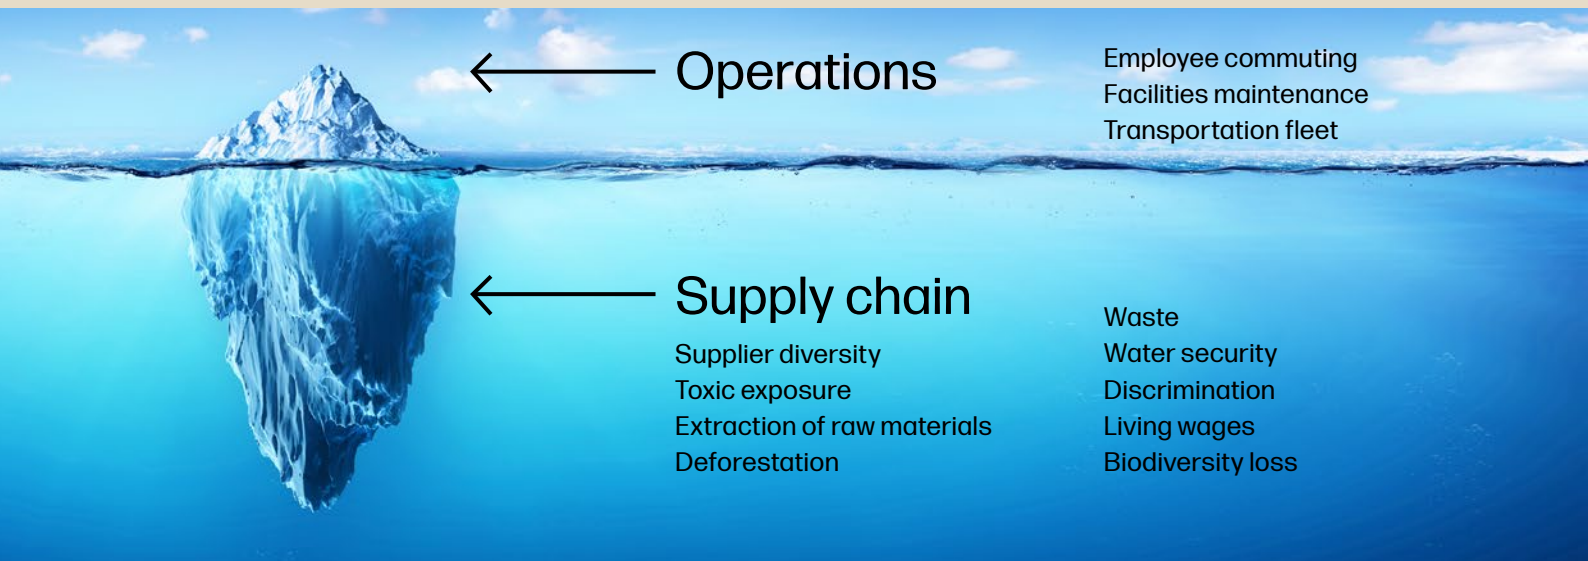 Operations
Employee commuting
Facilities maintenance
Transportation fleet
Supply chain
Supplier diversity
Toxic exposure
Extraction of raw materials
Deforestation
Waste
Water security
Discrimination
Living wages
Biodiversity loss